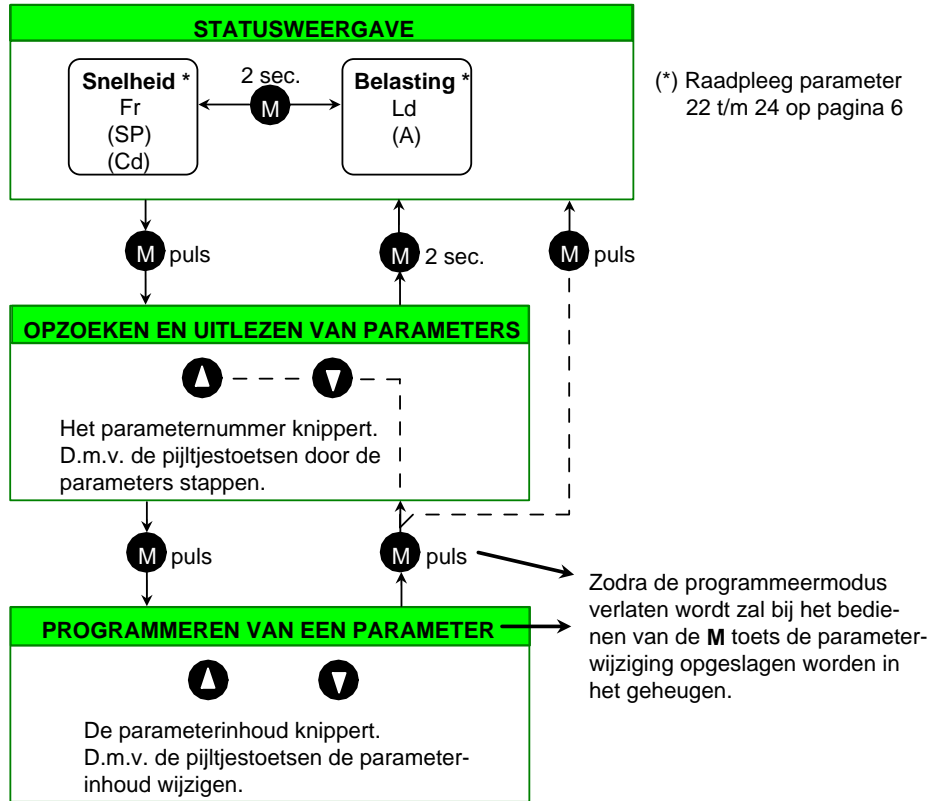 STATUSWEERGAVE
Snelheid *
Fr
(SP)
(Cd)
2 sec.
M
Belasting *
Ld
(A)
(*) Raadpleeg parameter
22 t/m 24 op pagina 6
M puls
M 2 sec.
M puls
OPZOEKEN EN UITLEZEN VAN PARAMETERS
Het parameternummer knippert.
D.m.v. de pijltjestoetsen door de
parameters stappen.
M puls
M puls
Zodra de programmeermodus
verlaten wordt zal bij het bedie-
nen van de M toets de parameter-
wijziging opgeslagen worden in
het geheugen.
PROGRAMMEREN VAN EEN PARAMETER
De parameterinhoud knippert.
D.m.v. de pijltjestoetsen de parameter-
inhoud wijzigen.